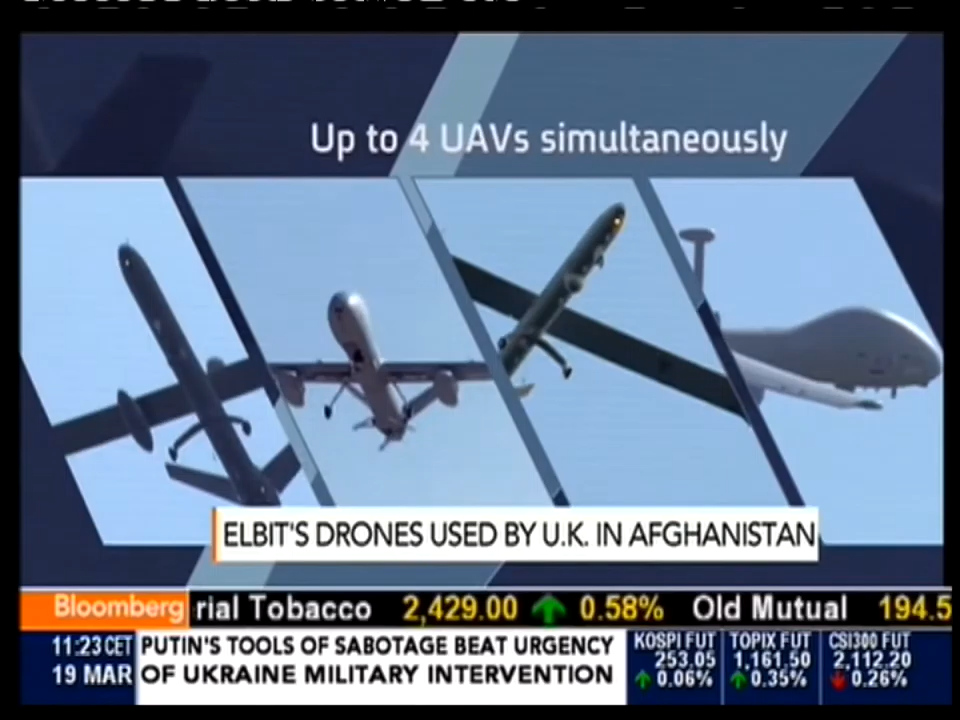 Up to 4 UAVs simultaneously
ELBIT'S DRONES USED BY U.K. IN AFGHANISTAN
Bloomberg rial Tobacco 2,429.00 0.58% Old Mutual 194.5
11:23 CET
19 MAR
PUTIN'S TOOLS OF SABOTAGE BEAT URGENCY
OF UKRAINE MILITARY INTERVENTION
KOSPI FUT
253.05
0.06%
TOPIX FUT
1,161.50
0.35%
CSI300 FUT
2,112.20
0.26%